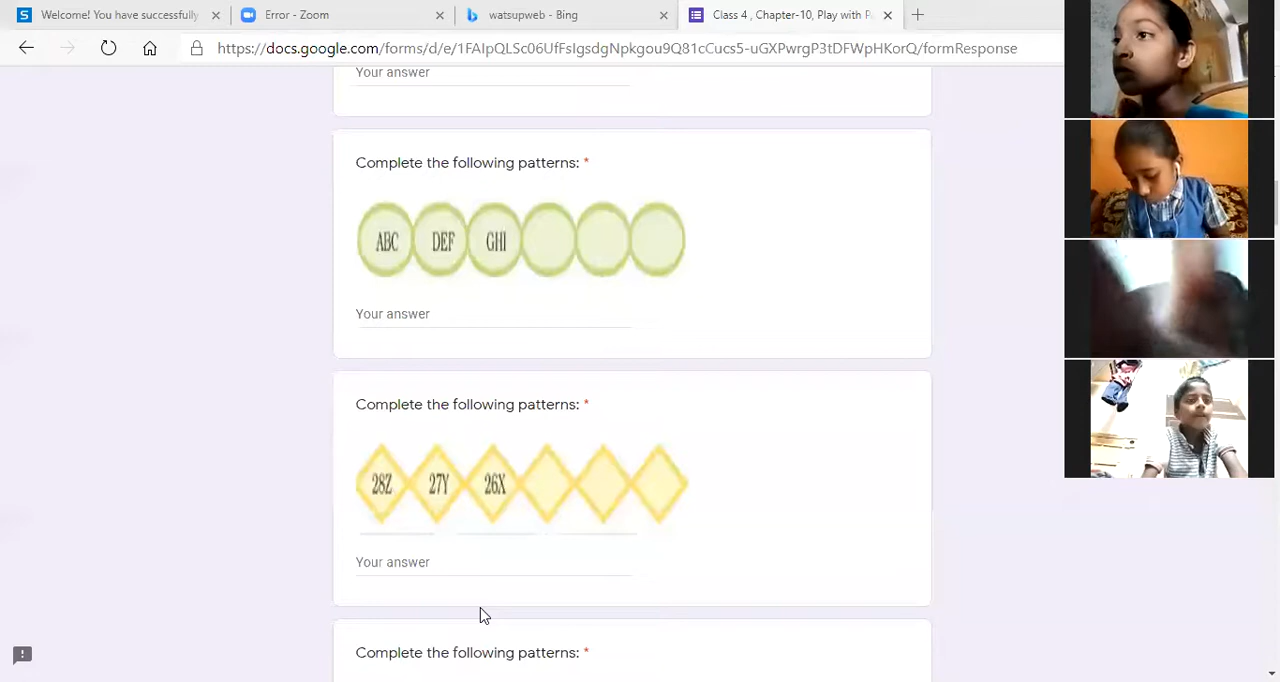 Welcome! You have successfully
Error - Zoom
watsupweb - Bing
Class 4 , Chapter-10, Play with P
https://docs.google.com/forms/d/e/1FAIpQLSc06UfFsIgsdgNpkgou9Q81cCucs5-uGXPwrgP3tDFWpHKorQ/formResponse
Your answer
Complete the following patterns: *
ABC DEF GHI
Your answer
Complete the following patterns: *
28Z 27Y 26X
Your answer
Complete the following patterns: *